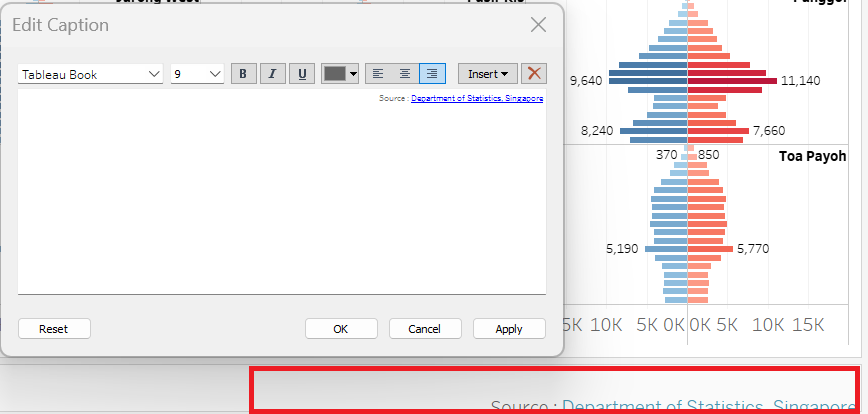 Jurong West
Pasir Ris
Punggol
Edit Caption
Tableau Book
9
B I U
Insert
Source : Department of Statistics, Singapore
9,640
11,140
8,240
7,660
370
850
Toa Payoh
5,190
5,770
5K 10K 5K 0K 0K 5K 10K 15K
Reset
OK
Cancel
Apply
Source : Department of Statistics, Singapore